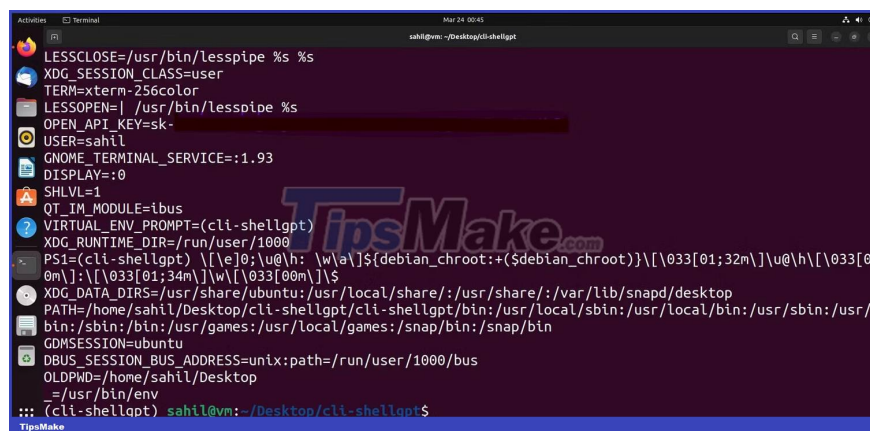 Activities Terminal Mar 24 00:45
sahil@vm: ~/Desktop/cli-shellgpt
LESSCLOSE=/usr/bin/lesspipe %s %s
XDG_SESSION_CLASS=user
TERM=xterm-256color
LESSOPEN=| /usr/bin/lesspipe %s
OPEN_API_KEY=sk-
USER=sahil
GNOME_TERMINAL_SERVICE=:1.93
DISPLAY=:0
SHLVL=1
QT_IM_MODULE=ibus
VIRTUAL_ENV_PROMPT=(cli-shellgpt)
XDG_RUNTIME_DIR=/run/user/1000
PS1=(cli-shellgpt) \[\e]0;\u@\h: \w\a\]${debian_chroot:+($debian_chroot)}\[\033[01;32m\]\u@\h\[\033[0
0m\]:\[\033[01;34m\]\w\[\033[00m\]\$
XDG_DATA_DIRS=/usr/share/ubuntu:/usr/local/share/:/usr/share/:/var/lib/snapd/desktop
PATH=/home/sahil/Desktop/cli-shellgpt/cli-shellgpt/bin:/usr/local/sbin:/usr/local/bin:/usr/sbin:/usr/
bin:/sbin:/bin:/usr/games:/usr/local/games:/snap/bin:/snap/bin
GDMSESSION=ubuntu
DBUS_SESSION_BUS_ADDRESS=unix:path=/run/user/1000/bus
OLDPWD=/home/sahil/Desktop
_=/usr/bin/env
(cli-shellgpt) sahil@vm:~/Desktop/cli-shellgpt$
TipsMake.com
TipsMake